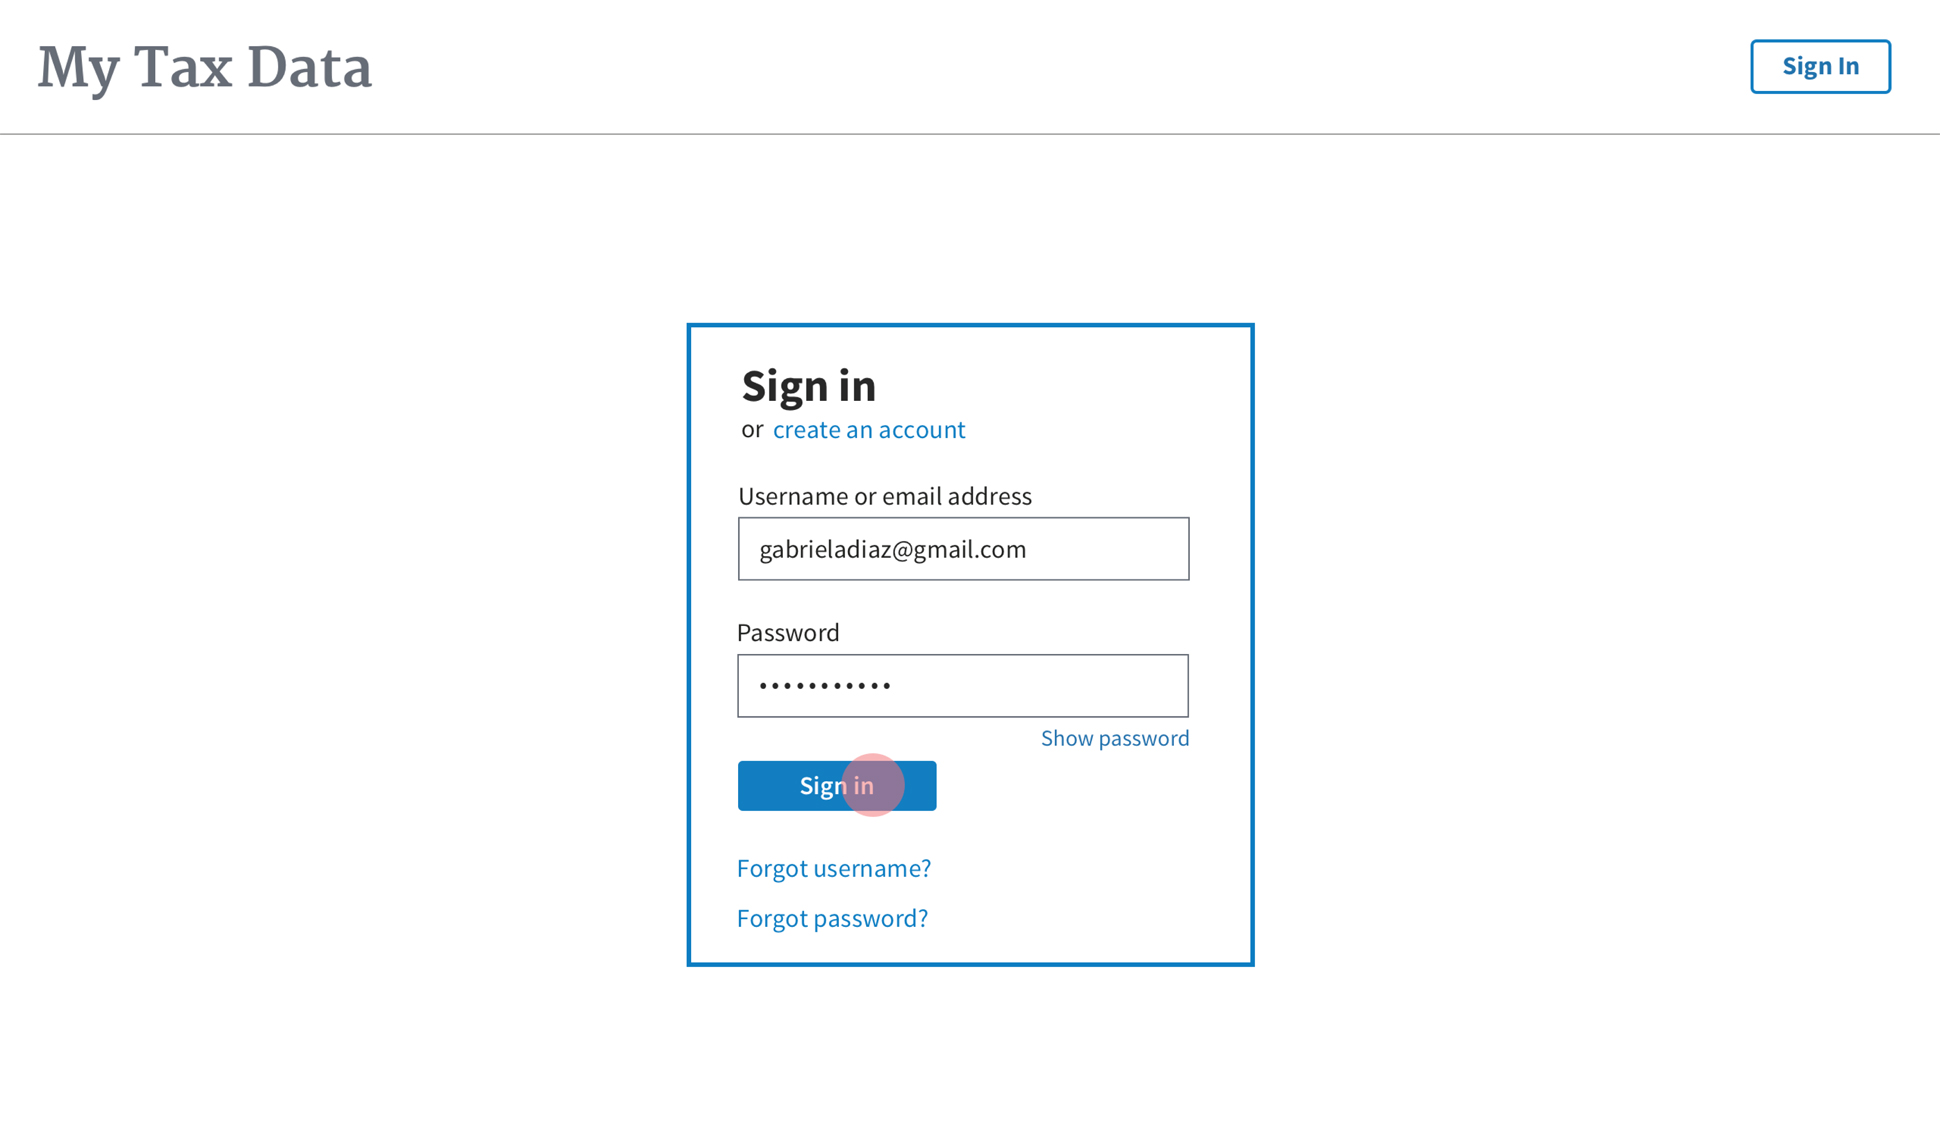 My Tax Data
Sign In
Sign in
or create an account
Username or email address
gabrieladiaz@gmail.com
Password
•••••••••••
Show password
Sign in
Forgot username?
Forgot password?